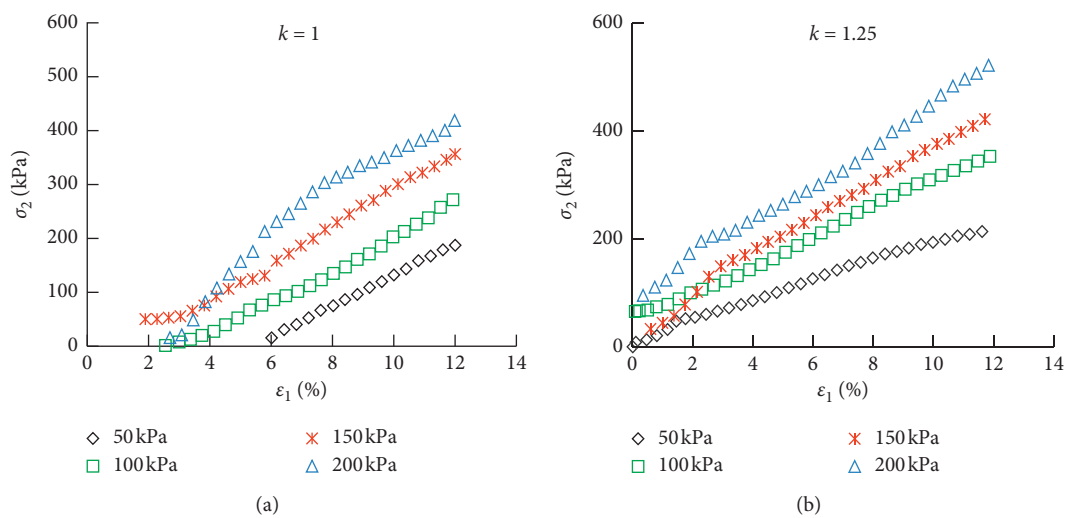 600
500
400
300
200
100
0
σ₂ (kPa)
k = 1
0 2 4 6 8 10 12 14
ε₁ (%)
50 kPa
150 kPa
100 kPa
200 kPa
(a)
600
400
200
0
σ₂ (kPa)
k = 1.25
0 2 4 6 8 10 12 14
ε₁ (%)
50 kPa
150 kPa
100 kPa
200 kPa
(b)